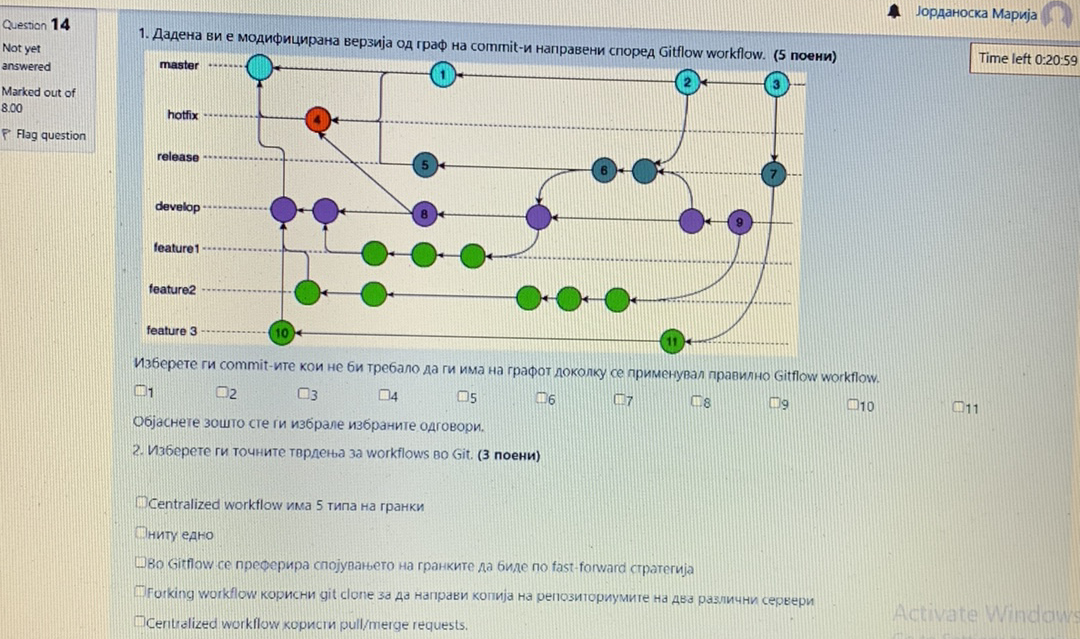 Јорданоска Марија
Question 14
Not yet
answered
Marked out of
8.00
Flag question
Time left 0:20:59
1. Дадена ви е модифицирана верзија од граф на commit-и направени според Gitflow workflow. (5 поени)
master 1 2 3
hotfix 4
release 5 6 7
develop 8 9
feature1
feature2
feature 3 10 11
Изберете ги commit-ите кои не би требало да ги има на графот доколку се применувал правилно Gitflow workflow.
1 2 3 4 5 6 7 8 9 10 11
Објаснете зошто сте ги избрале избраните одговори.
2. Изберете ги точните тврдења за workflows во Git. (3 поени)
Centralized workflow има 5 типа на гранки
ниту едно
Во Gitflow се преферира спојувањето на гранките да биде по fast-forward стратегија
Forking workflow корисни git clone за да направи копија на репозиториумите на два различни сервери
Centralized workflow користи pull/merge requests.
Activate Windows